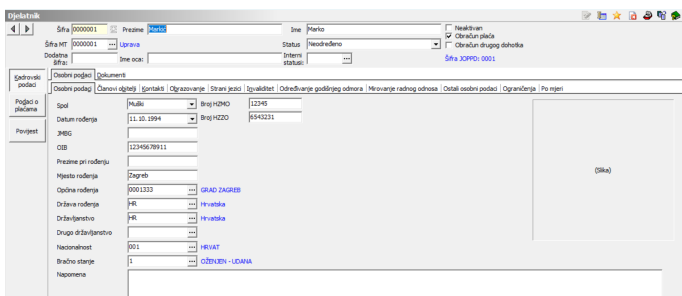 Djelatnik
Šifra 0000001 Prezime Markić Ime Marko Neaktivan
Obračun plaća
Šifra MT 0000001 ... Uprava Status Neodređeno Obračun drugog dohotka
Dodatna šifra: Ime oca: Interni statusi: ... Šifra JOPPD: 0001
Kadrovski podaci
Podaci o plaćama
Povijest
Osobni podaci Dokumenti
Osobni podaci Članovi obitelji Kontakti Obrazovanje Strani jezici Invaliditet Određivanje godišnjeg odmora Mirovanje radnog odnosa Ostali osobni podaci Ograničenja Po mjeri
Spol Muški Broj HZMO 12345
Datum rođenja 11.10.1994 Broj HZZO 6543231
JMBG
OIB 12345678911
Prezime pri rođenju
Mjesto rođenja Zagreb
Općina rođenja 0001333 ... GRAD ZAGREB
Država rođenja HR ... Hrvatska
Državljanstvo HR ... Hrvatska
Drugo državljanstvo ...
Nacionalnost 001 ... HRVAT
Bračno stanje 1 ... OŽENJEN - UDANA
Napomena
(Slika)